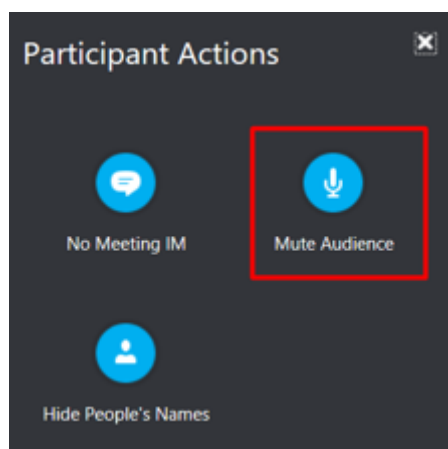 Participant Actions
No Meeting IM
Mute Audience
Hide People's Names